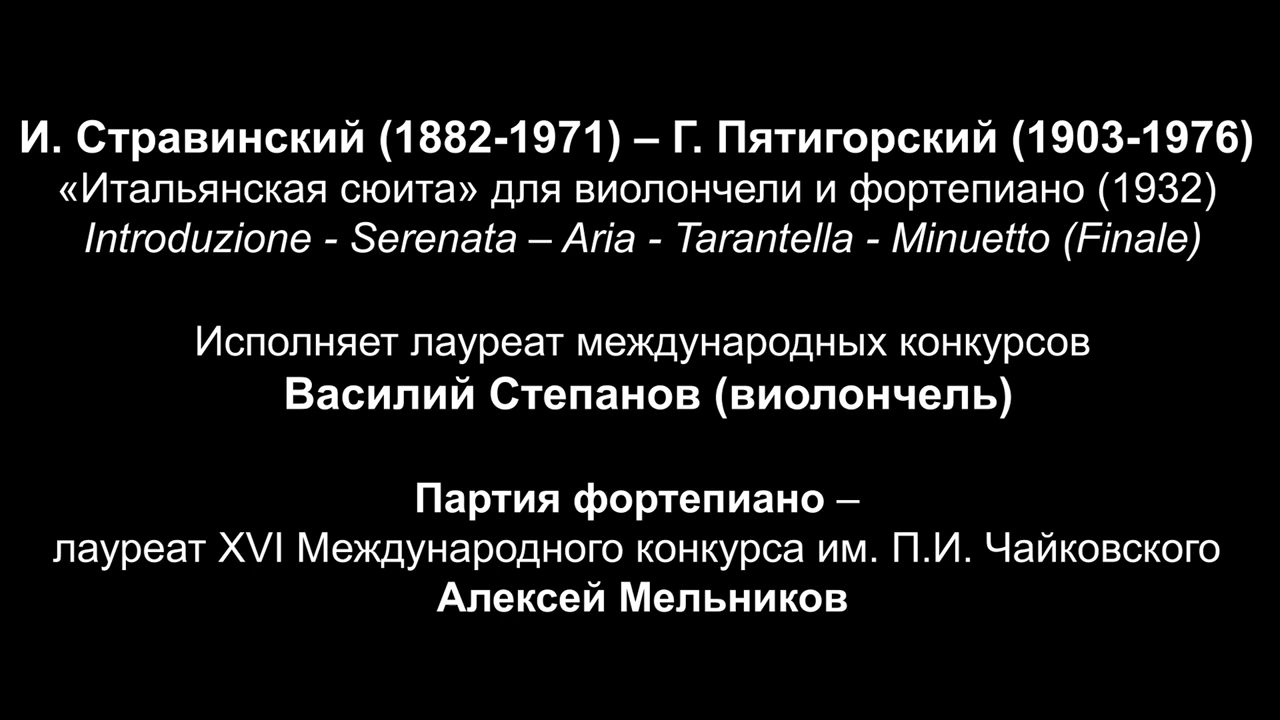 И. Стравинский (1882-1971) – Г. Пятигорский (1903-1976)
«Итальянская сюита» для виолончели и фортепиано (1932)
Introduzione - Serenata – Aria - Tarantella - Minuetto (Finale)
Исполняет лауреат международных конкурсов
Василий Степанов (виолончель)
Партия фортепиано –
лауреат XVI Международного конкурса им. П.И. Чайковского
Алексей Мельников